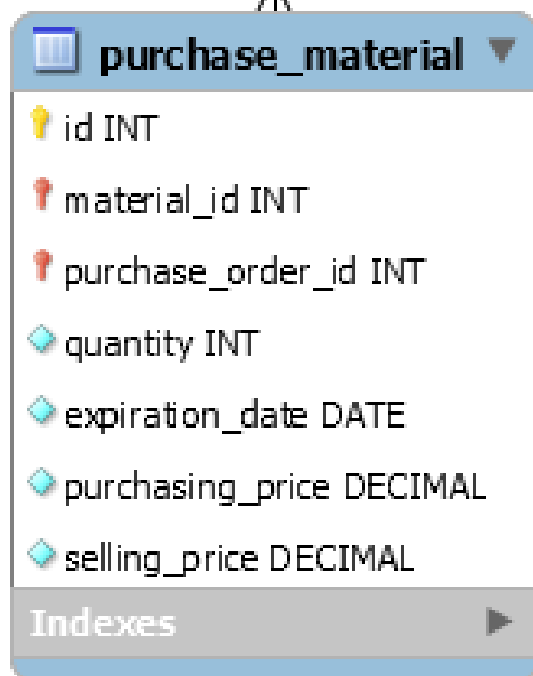 purchase_material
id INT
material_id INT
purchase_order_id INT
quantity INT
expiration_date DATE
purchasing_price DECIMAL
selling_price DECIMAL
Indexes